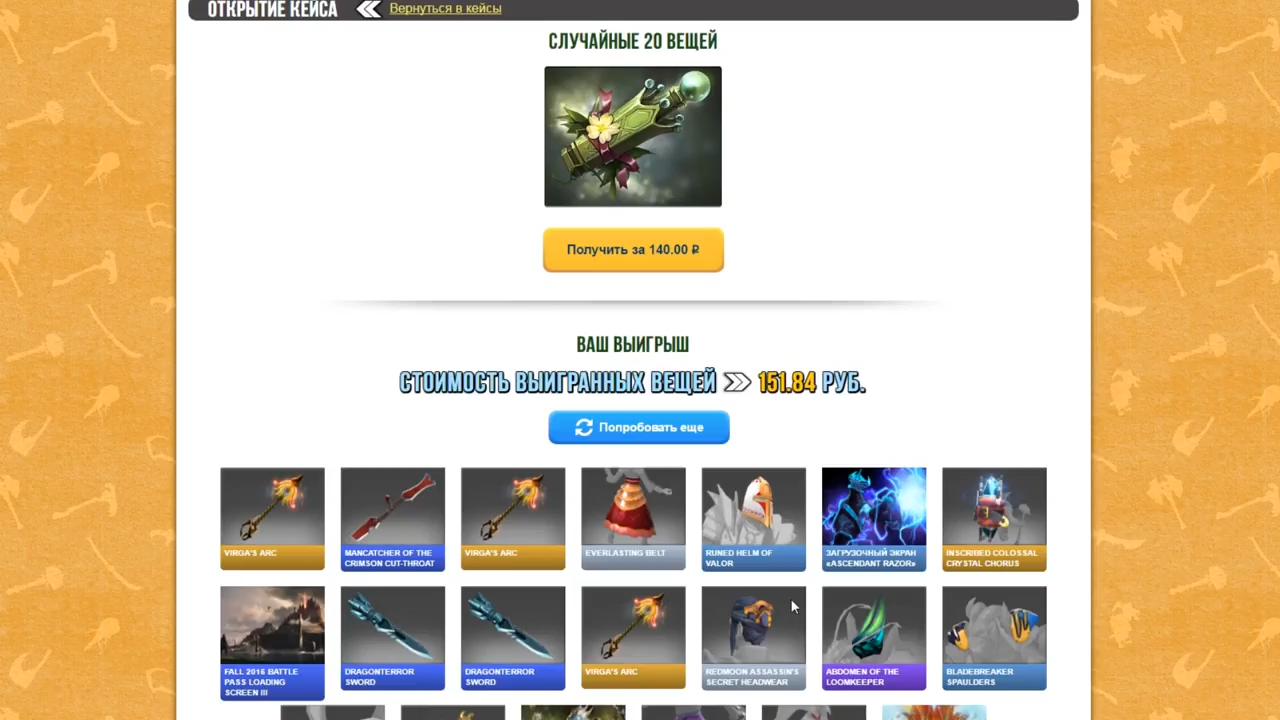 ОТКРЫТИЕ КЕЙСА
Вернуться в кейсы
СЛУЧАЙНЫЕ 20 ВЕЩЕЙ
Получить за 140.00 ₽
ВАШ ВЫИГРЫШ
СТОИМОСТЬ ВЫИГРАННЫХ ВЕЩЕЙ 151.84 РУБ.
Попробовать еще
VIRGA'S ARC
MANCATCHER OF THE
CRIMSON CUT-THROAT
VIRGA'S ARC
EVERLASTING BELT
RUNED HELM OF
VALOR
ЗАГРУЗОЧНЫЙ ЭКРАН
«ASCENDANT RAZOR»
INSCRIBED COLOSSAL
CRYSTAL CHORUS
FALL 2016 BATTLE
PASS LOADING
SCREEN III
DRAGONTERROR
SWORD
DRAGONTERROR
SWORD
VIRGA'S ARC
REDMOON ASSASSIN'S
SECRET HEADWEAR
ABDOMEN OF THE
LOOMKEEPER
BLADEBREAKER
SPAULDERS